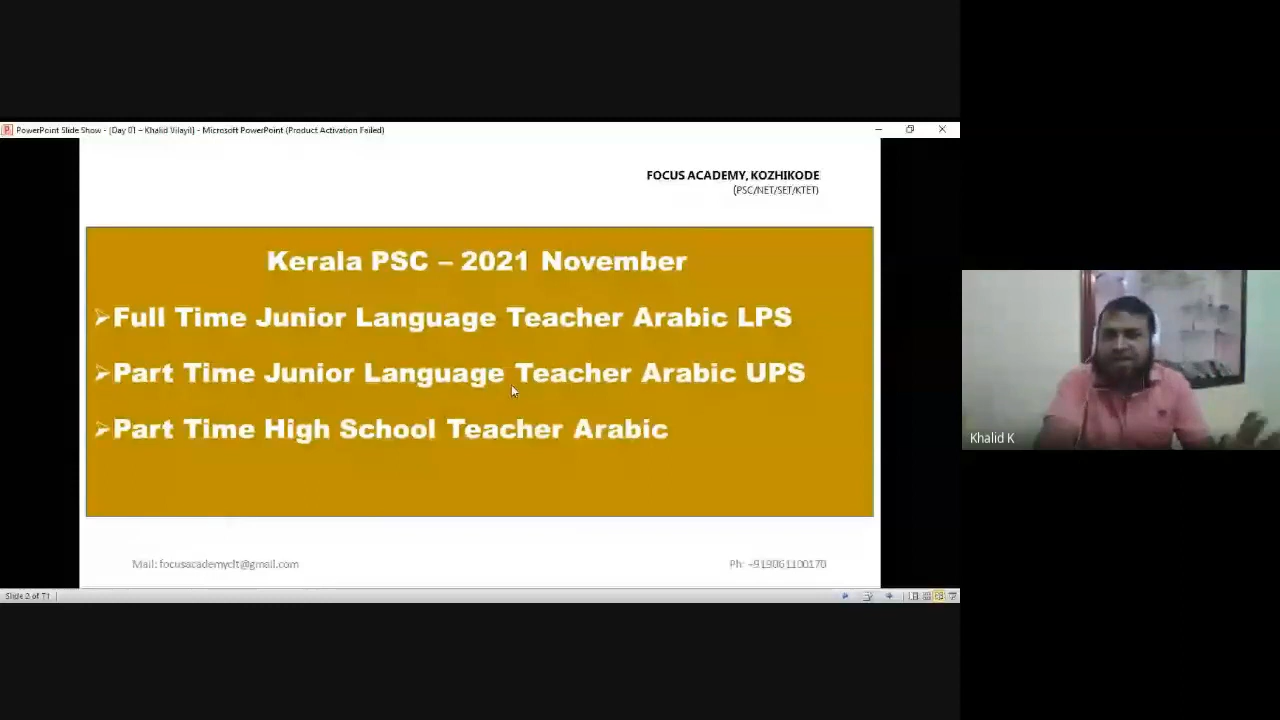 PowerPoint Slide Show - (Day 01 – Khalid Vilayil) - Microsoft PowerPoint (Product Activation Failed)
FOCUS ACADEMY, KOZHIKODE
(PSC/NET/SET/KTET)
Kerala PSC – 2021 November
➢Full Time Junior Language Teacher Arabic LPS
➢Part Time Junior Language Teacher Arabic UPS
➢Part Time High School Teacher Arabic
Mail: focusacademyclt@gmail.com
Ph: +919061100170
Slide 2 of
Khalid K